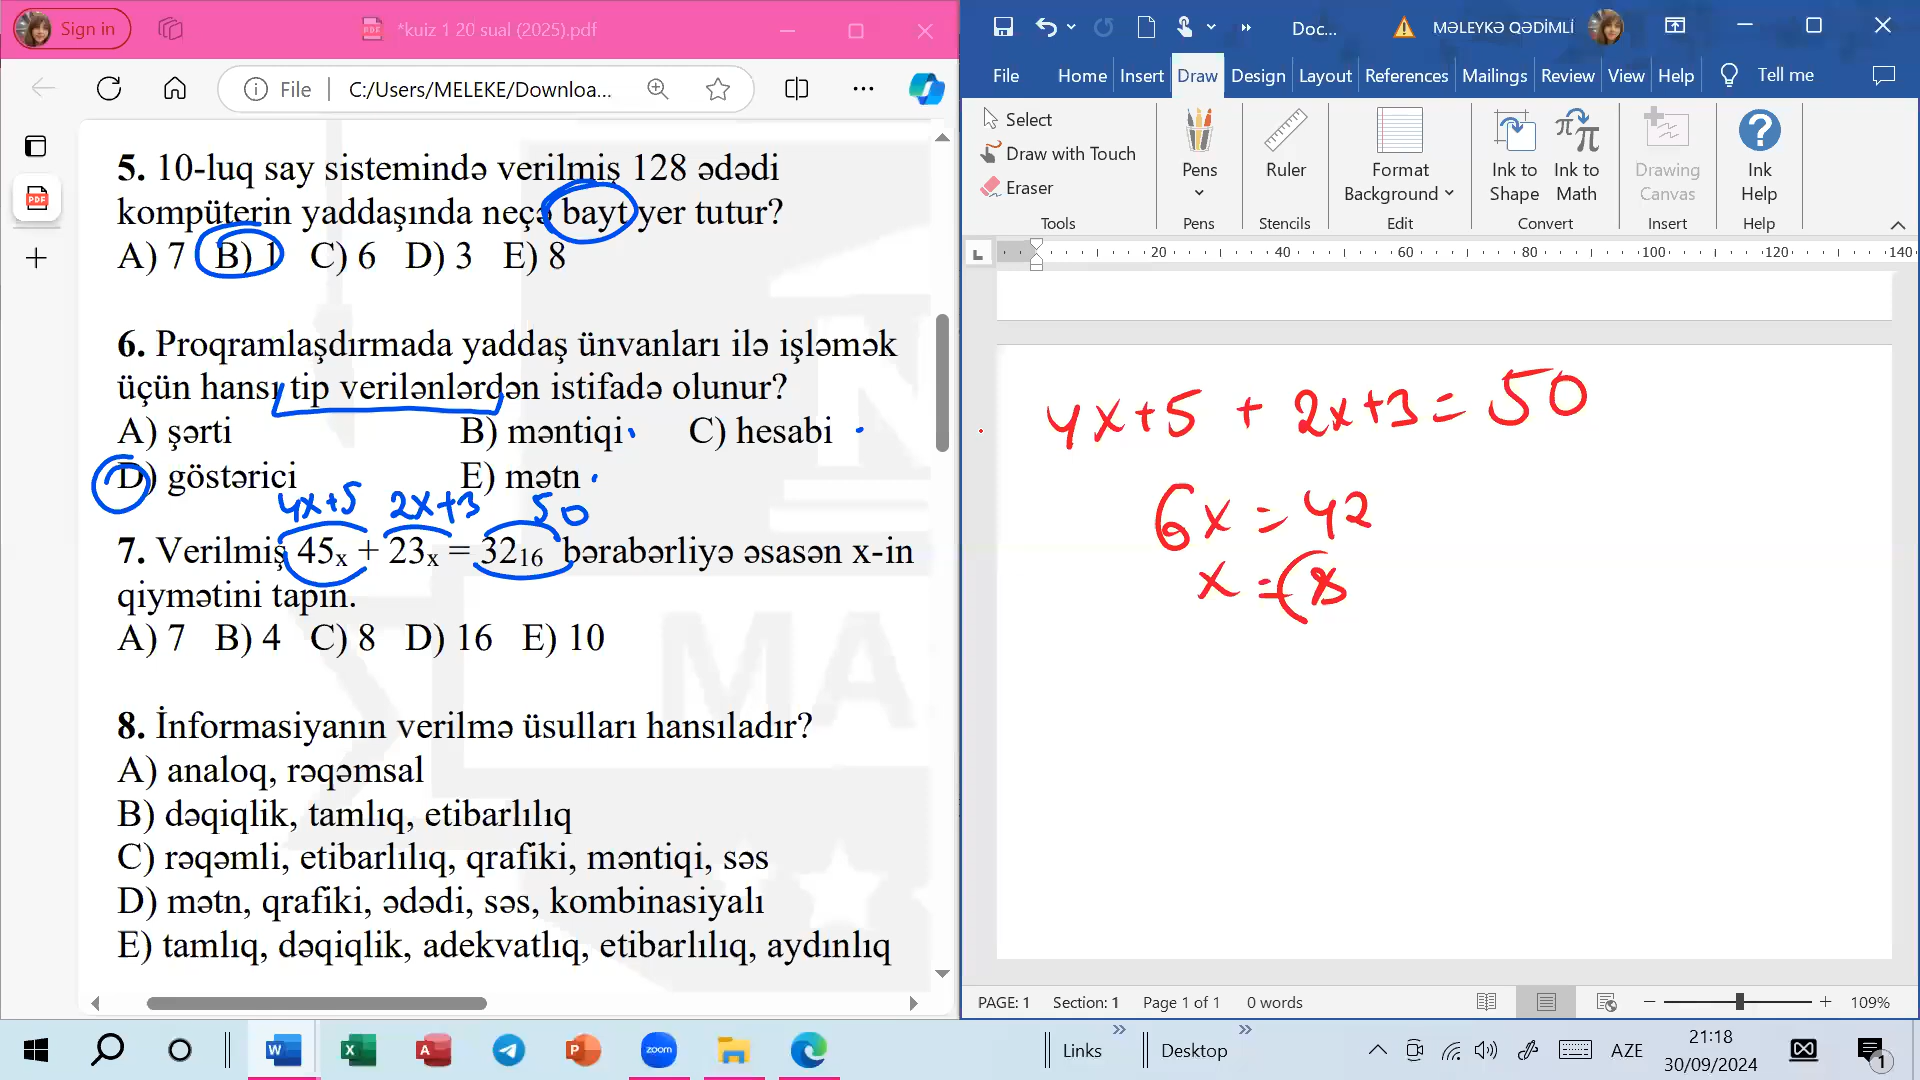 Sign in
*kuiz 1 20 sual (2025).pdf
File
C:/Users/MELEKE/Downloa...
5. 10-luq say sistemində verilmiş 128 ədədi
kompüterin yaddaşında neçə bayt yer tutur?
A) 7 B) 1 C) 6 D) 3 E) 8
6. Proqramlaşdırmada yaddaş ünvanları ilə işləmək
üçün hansı tip verilənlərdən istifadə olunur?
A) şərti B) məntiqi C) hesabi
D) göstərici E) mətn
4x+5 2x+3 50
7. Verilmiş 45x + 23x = 3216 bərabərliyə əsasən x-in
qiymətini tapın.
A) 7 B) 4 C) 8 D) 16 E) 10
8. İnformasiyanın verilmə üsulları hansıladır?
A) analoq, rəqəmsal
B) dəqiqlik, tamlıq, etibarlılıq
C) rəqəmli, etibarlılıq, qrafiki, məntiqi, səs
D) mətn, qrafiki, ədədi, səs, kombinasiyalı
E) tamlıq, dəqiqlik, adekvatlıq, etibarlılıq, aydınlıq
MA
Doc...
MƏLEYKƏ QƏDİMLİ
File Home Insert Draw Design Layout References Mailings Review View Help Tell me
Select
Draw with Touch
Eraser
Tools
Pens
Pens
Ruler
Stencils
Format Background
Edit
Ink to Shape
Ink to Math
Convert
Drawing Canvas
Insert
Ink Help
Help
20 40 60 80 100 120 140
4x+5 + 2x+3 = 50
6x = 42
x =
PAGE: 1 Section: 1 Page 1 of 1 0 words 109%
Links Desktop AZE 21:18
30/09/2024
zoom
1